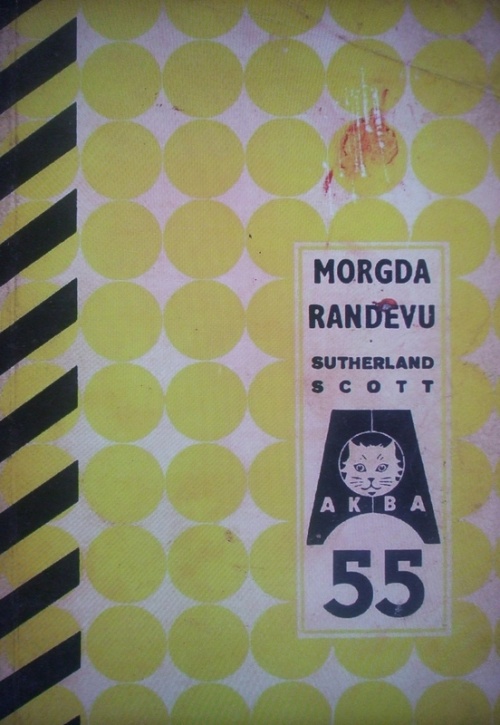 MORGDA
RANDEVU
SUTHERLAND
SCOTT
AKBA
55